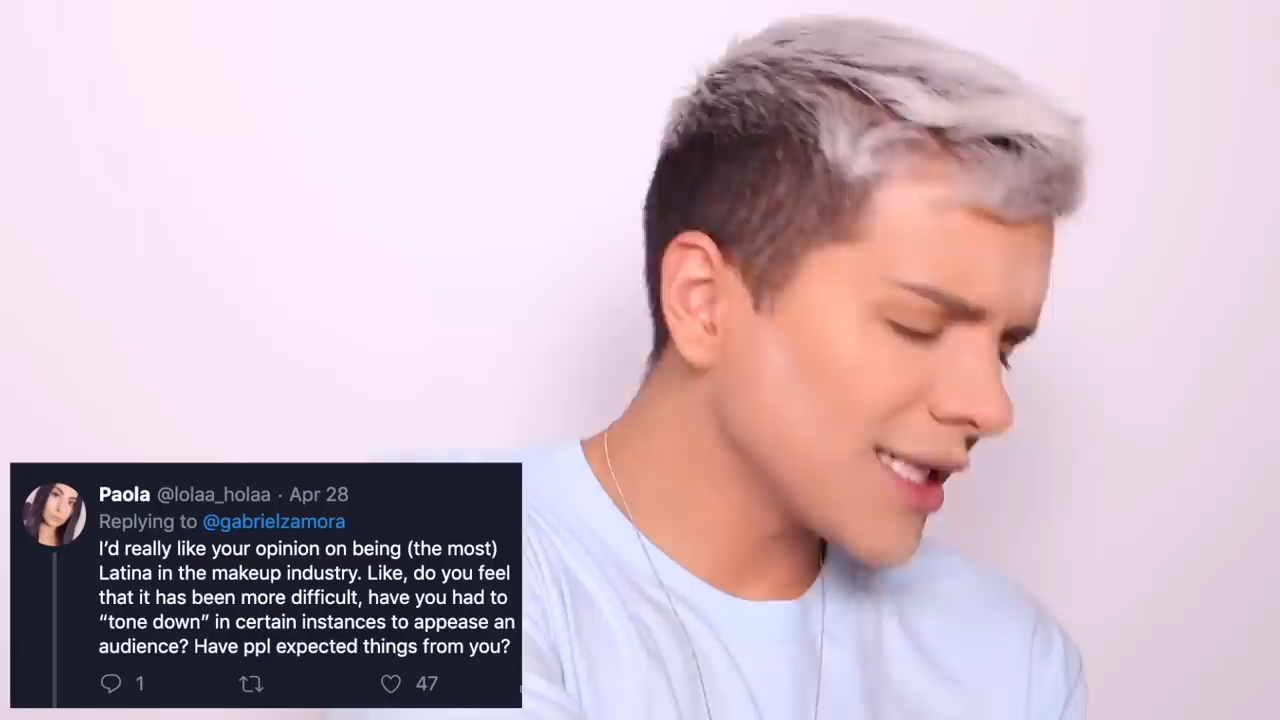 Paola @lolaa_holaa · Apr 28
Replying to @gabrielzamora
I'd really like your opinion on being (the most)
Latina in the makeup industry. Like, do you feel
that it has been more difficult, have you had to
“tone down” in certain instances to appease an
audience? Have ppl expected things from you?
1 47